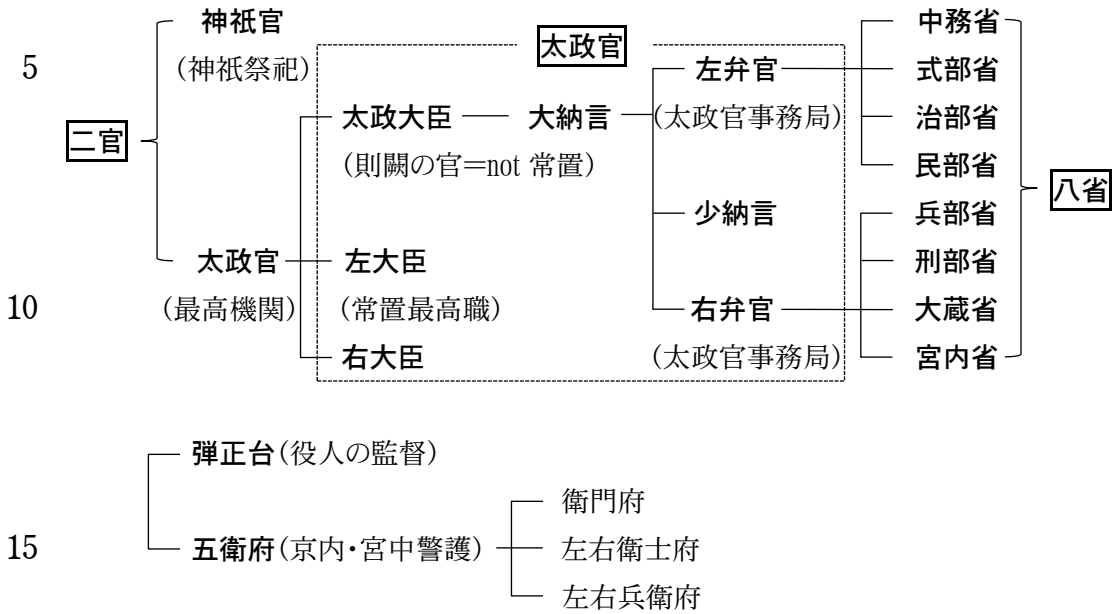 神祇官 中務省
太政官
5 (神祇祭祀) 左弁官 式部省
太政大臣 大納言 (太政官事務局) 治部省
二官
(則闕の官=not 常置) 民部省
八省
少納言 兵部省
太政官 左大臣 刑部省
10 (最高機関) (常置最高職) 右弁官 大蔵省
右大臣 (太政官事務局) 宮内省
弾正台(役人の監督)
衛門府
15 五衛府(京内・宮中警護) 左右衛士府
左右兵衛府